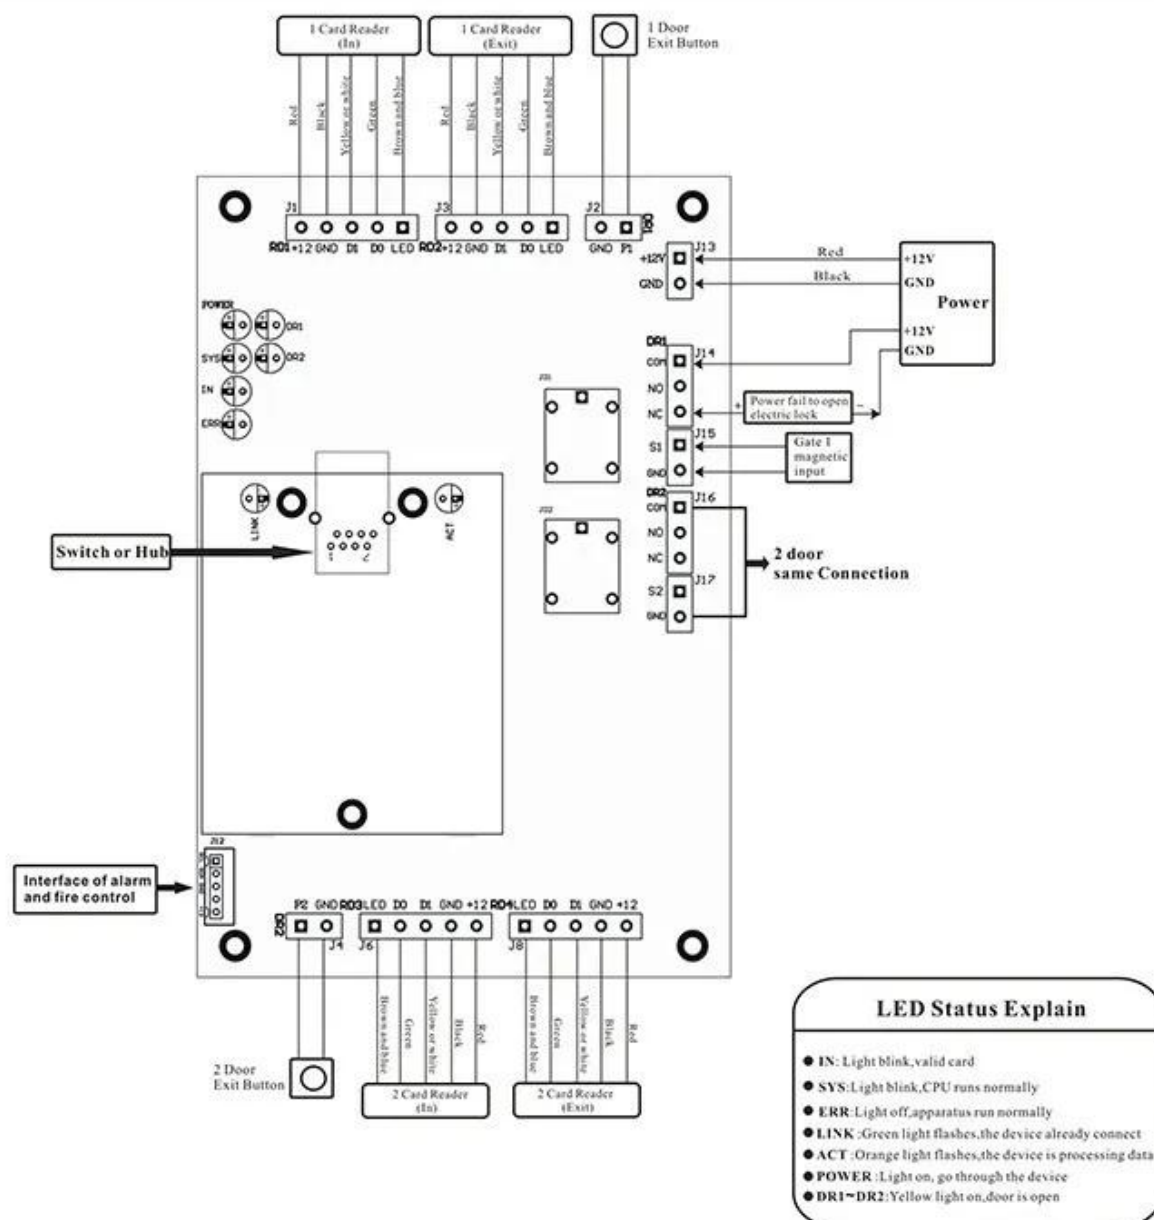 1 Card Reader
(In)
1 Card Reader
(Exit)
1 Door
Exit Button
Red
Black
Yellow or white
Green
Brown and blue
Red
Black
Yellow or white
Green
Brown and blue
J1
J3
J2
RD1 +12 GND D1 D0 LED
RD2 +12 GND D1 D0 LED
GND P1
J13
+12V
GND
Red
Black
+12V
GND
Power
+12V
GND
POWER
DR1
SYS
DR2
IN
ERR
DR1
J14
COM
NO
NC
+
Power fail to open
electric lock
−
J15
S1
GND
Gate 1
magnetic
input
DR2
J16
COM
NO
NC
J17
S2
GND
2 door
same Connection
LINK
ACT
Switch or Hub
J12
Interface of alarm
and fire control
P2 GND
DR2
J4
RD3 LED D0 D1 GND +12
J6
RD4 LED D0 D1 GND +12
J8
Brown and blue
Green
Yellow or white
Black
Red
Brown and blue
Green
Yellow or white
Black
Red
2 Door
Exit Button
2 Card Reader
(In)
2 Card Reader
(Exit)
LED Status Explain
● IN: Light blink,valid card
● SYS:Light blink,CPU runs normally
● ERR:Light off,apparatus run normally
● LINK :Green light flashes,the device already connect
● ACT :Orange light flashes,the device is processing data
● POWER :Light on, go through the device
● DR1~DR2:Yellow light on,door is open